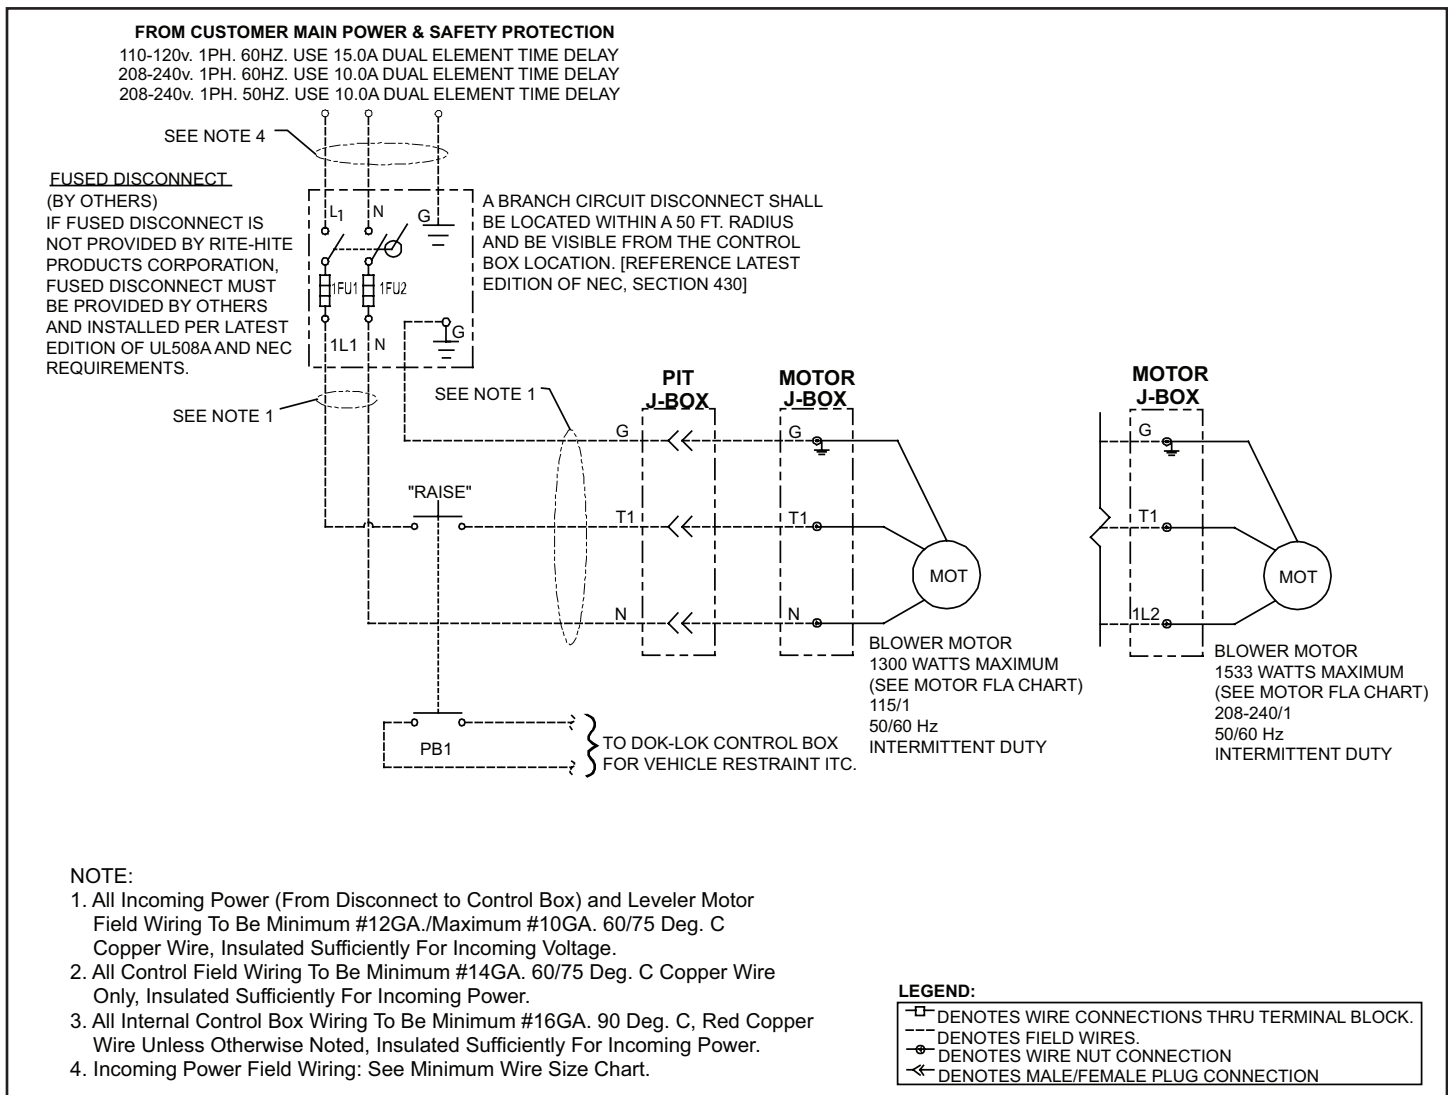 FROM CUSTOMER MAIN POWER & SAFETY PROTECTION
110-120v. 1PH. 60HZ. USE 15.0A DUAL ELEMENT TIME DELAY
208-240v. 1PH. 60HZ. USE 10.0A DUAL ELEMENT TIME DELAY
208-240v. 1PH. 50HZ. USE 10.0A DUAL ELEMENT TIME DELAY
SEE NOTE 4
FUSED DISCONNECT
(BY OTHERS)
IF FUSED DISCONNECT IS
NOT PROVIDED BY RITE-HITE
PRODUCTS CORPORATION,
FUSED DISCONNECT MUST
BE PROVIDED BY OTHERS
AND INSTALLED PER LATEST
EDITION OF UL508A AND NEC
REQUIREMENTS.
L1
N
G
1FU1
1FU2
G
1L1
N
A BRANCH CIRCUIT DISCONNECT SHALL
BE LOCATED WITHIN A 50 FT. RADIUS
AND BE VISIBLE FROM THE CONTROL
BOX LOCATION. [REFERENCE LATEST
EDITION OF NEC, SECTION 430]
SEE NOTE 1
SEE NOTE 1
PIT
J-BOX
MOTOR
J-BOX
MOTOR
J-BOX
G
G
G
"RAISE"
T1
T1
T1
MOT
MOT
N
N
1L2
BLOWER MOTOR
1300 WATTS MAXIMUM
(SEE MOTOR FLA CHART)
115/1
50/60 Hz
INTERMITTENT DUTY
BLOWER MOTOR
1533 WATTS MAXIMUM
(SEE MOTOR FLA CHART)
208-240/1
50/60 Hz
INTERMITTENT DUTY
PB1
TO DOK-LOK CONTROL BOX
FOR VEHICLE RESTRAINT ITC.
NOTE:
1. All Incoming Power (From Disconnect to Control Box) and Leveler Motor
Field Wiring To Be Minimum #12GA./Maximum #10GA. 60/75 Deg. C
Copper Wire, Insulated Sufficiently For Incoming Voltage.
2. All Control Field Wiring To Be Minimum #14GA. 60/75 Deg. C Copper Wire
Only, Insulated Sufficiently For Incoming Power.
3. All Internal Control Box Wiring To Be Minimum #16GA. 90 Deg. C, Red Copper
Wire Unless Otherwise Noted, Insulated Sufficiently For Incoming Power.
4. Incoming Power Field Wiring: See Minimum Wire Size Chart.
LEGEND:
DENOTES WIRE CONNECTIONS THRU TERMINAL BLOCK.
DENOTES FIELD WIRES.
DENOTES WIRE NUT CONNECTION
DENOTES MALE/FEMALE PLUG CONNECTION